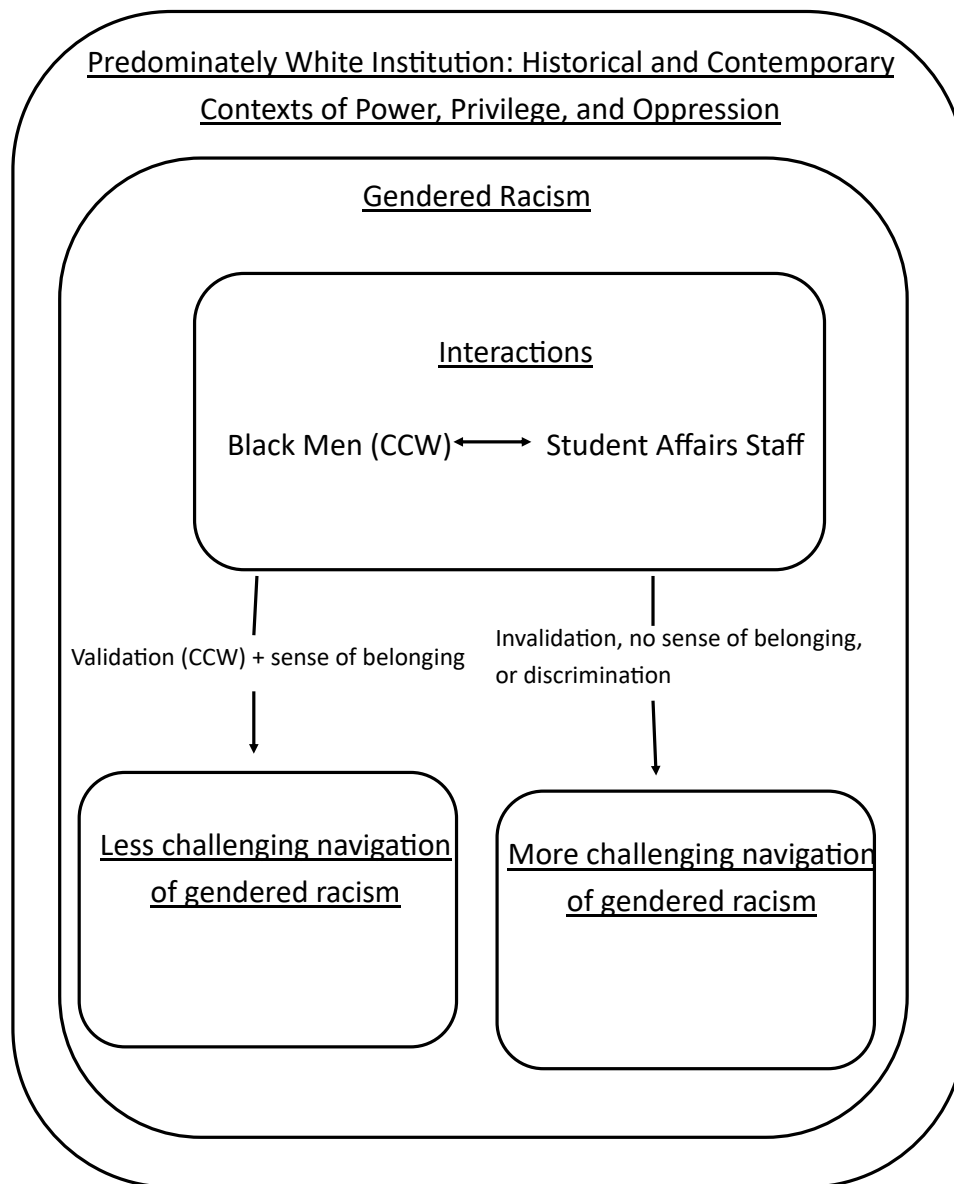 Predominately White Institution: Historical and Contemporary
Contexts of Power, Privilege, and Oppression
Gendered Racism
Interactions
Black Men (CCW)
Student Affairs Staff
Validation (CCW) + sense of belonging
Invalidation, no sense of belonging,
or discrimination
Less challenging navigation
of gendered racism
More challenging navigation
of gendered racism